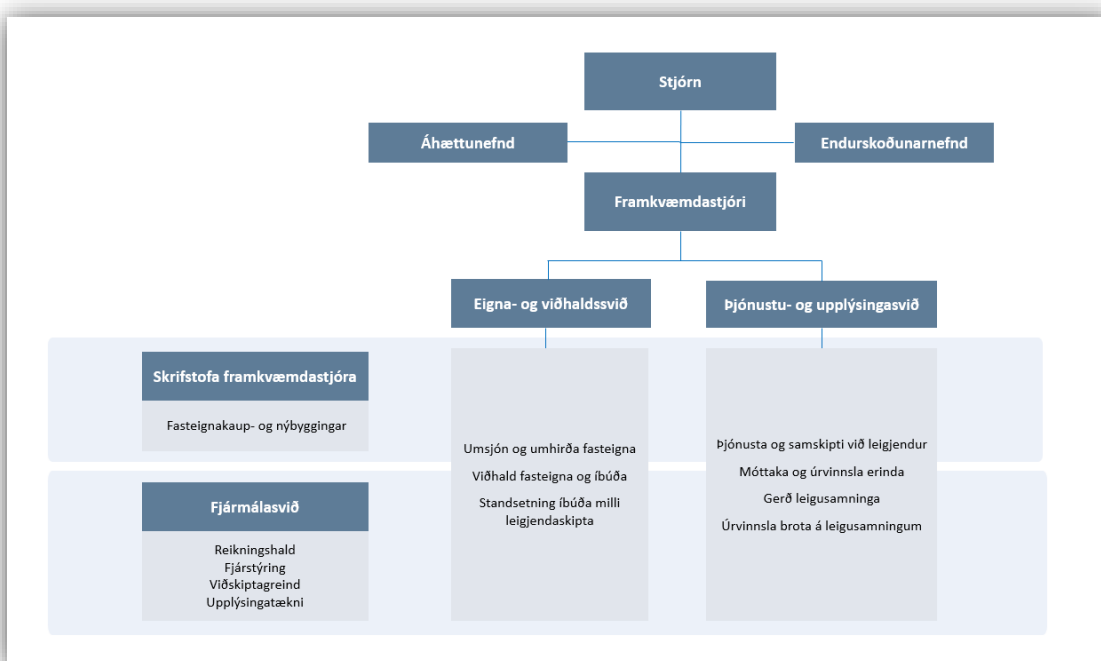 Stjórn
Áhættunefnd
Endurskoðunarnefnd
Framkvæmdastjóri
Eigna- og viðhaldssvið
Þjónustu- og upplýsingasvið
Skrifstofa framkvæmdastjóra
Fasteignakaup- og nýbyggingar
Fjármálasvið
Reikningshald
Fjárstýring
Viðskiptagreind
Upplýsingatækni
Umsjón og umhirða fasteigna
Viðhald fasteigna og íbúða
Standsetning íbúða milli
leigjendaskipta
Þjónusta og samskipti við leigjendur
Móttaka og úrvinnsla erinda
Gerð leigusamninga
Úrvinnsla brota á leigusamningum